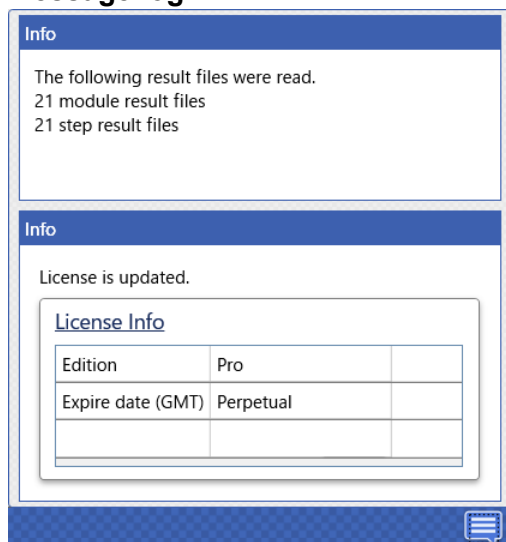 Info
The following result files were read.
21 module result files
21 step result files
Info
License is updated.
License Info
Edition Pro
Expire date (GMT) Perpetual